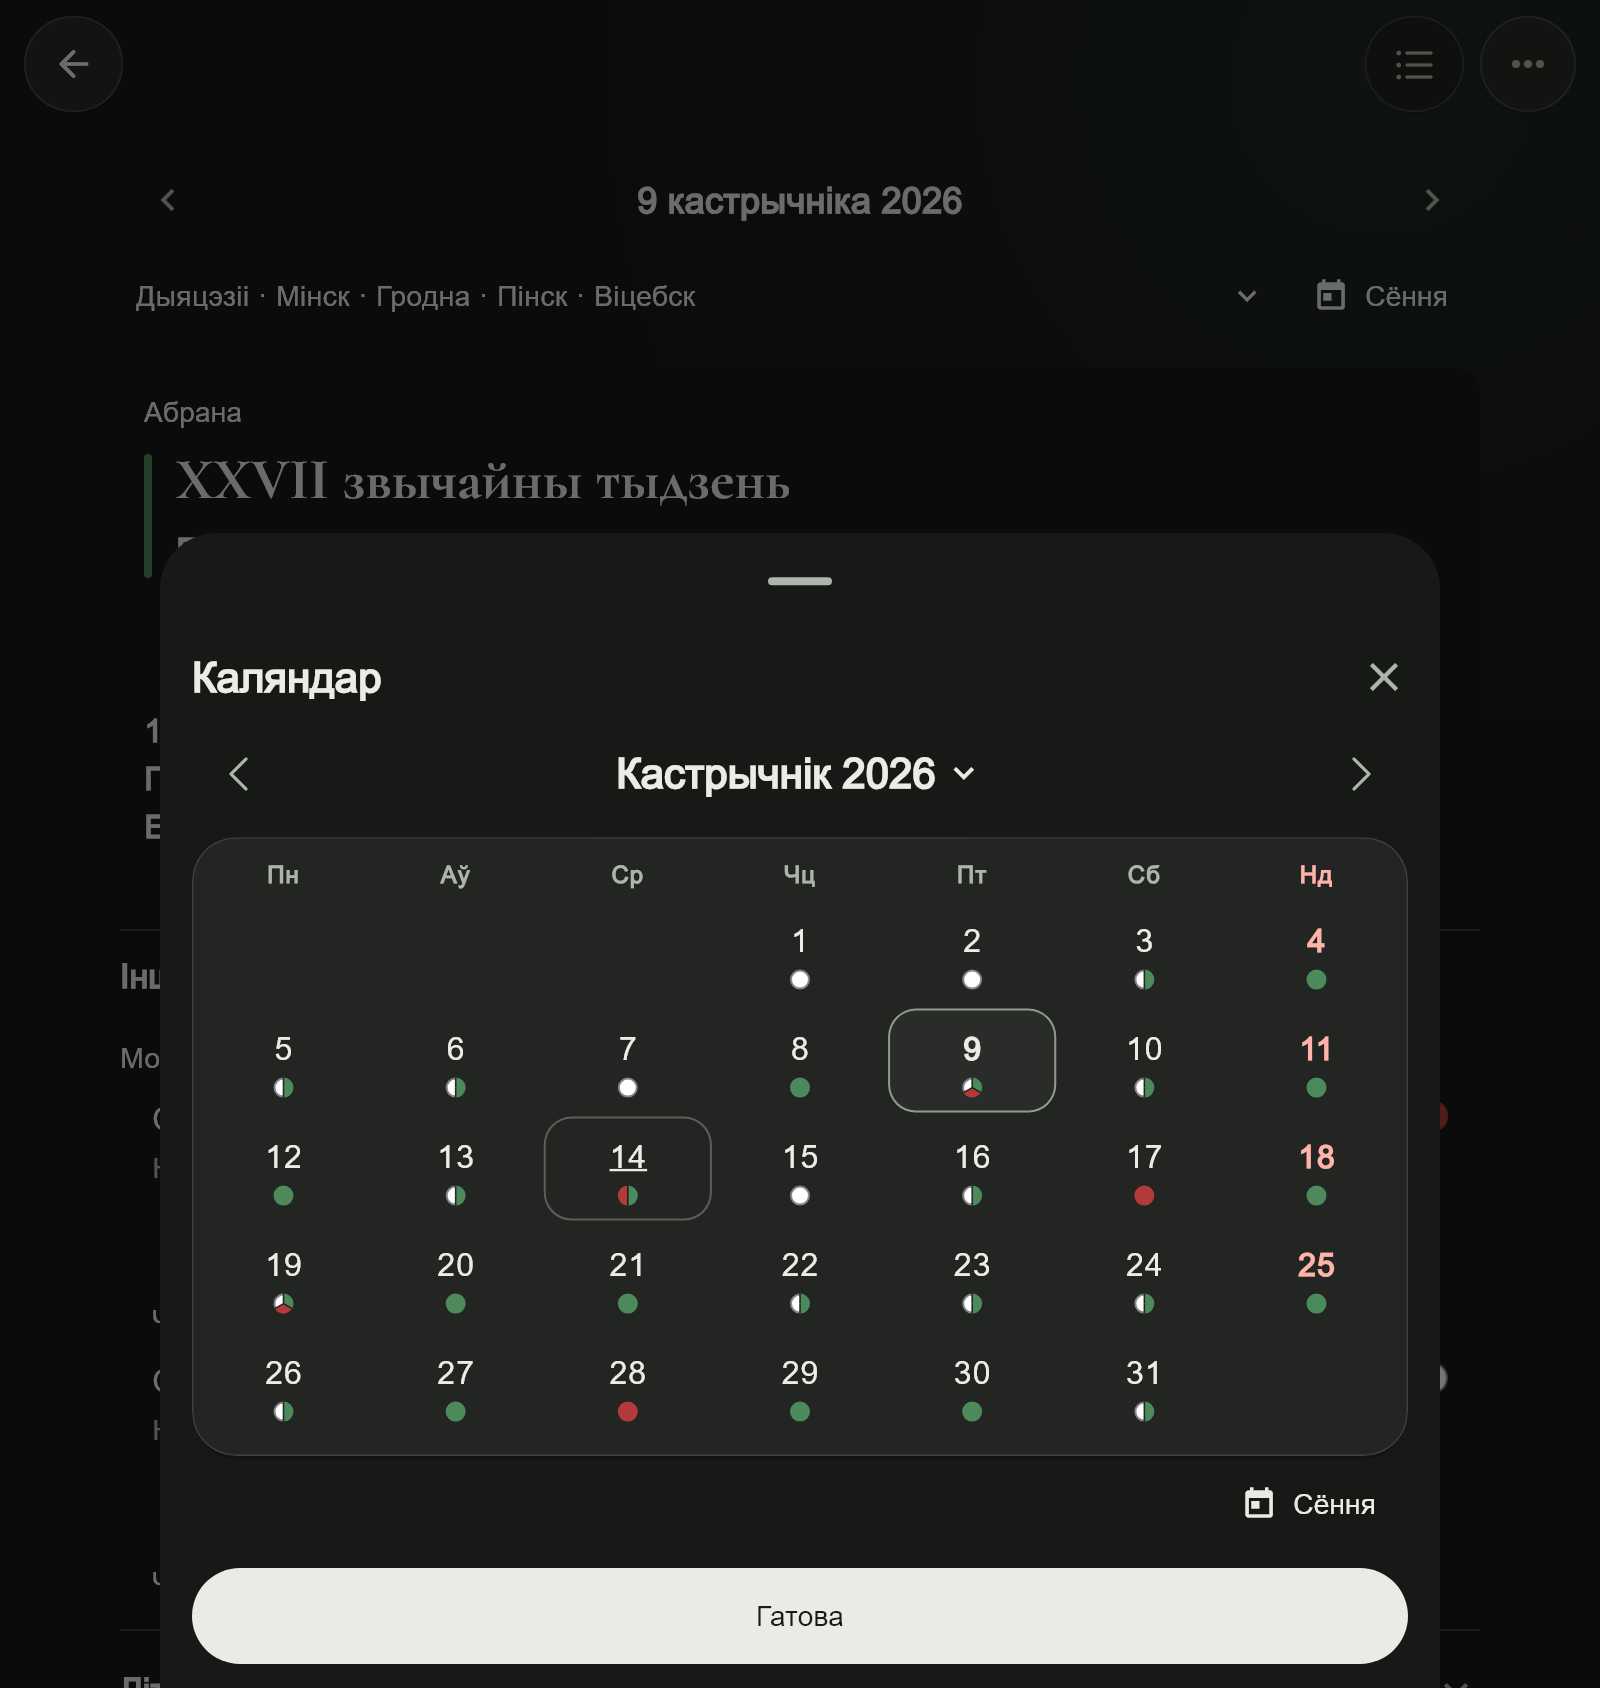 9 кастрычніка 2026
Дыяцэзіі · Мінск · Гродна · Пінск · Віцебск
Сёння
Абрана
XXVII звычайны тыдзень
Каляндар
Кастрычнік 2026
Пн Аў Ср Чц Пт Сб Нд
1 2 3 4
5 6 7 8 9 10 11
12 13 14 15 16 17 18
19 20 21 22 23 24 25
26 27 28 29 30 31
Сёння
Гатова